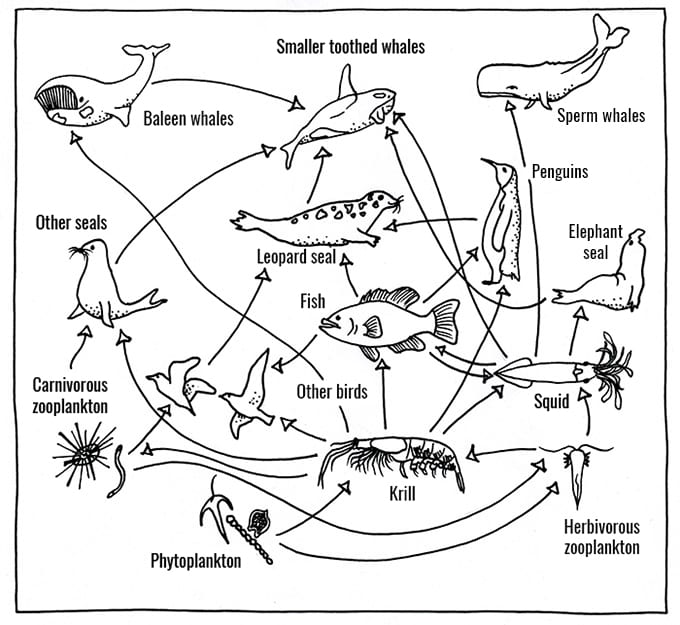 Smaller toothed whales
Baleen whales
Sperm whales
Penguins
Other seals
Elephant
seal
Leopard seal
Fish
Carnivorous
zooplankton
Other birds
Squid
Krill
Herbivorous
zooplankton
Phytoplankton